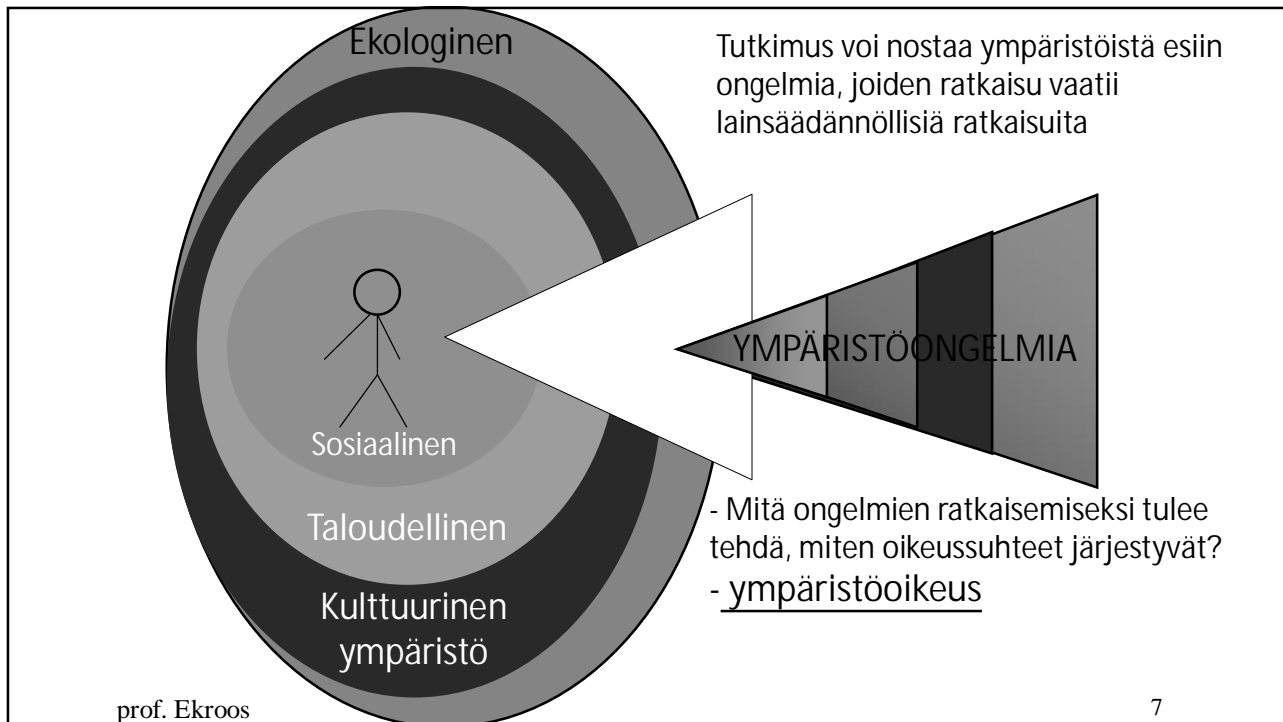 Ekologinen
Tutkimus voi nostaa ympäristöistä esiin
ongelmia, joiden ratkaisu vaatii
lainsäädännöllisiä ratkaisuita
YMPÄRISTÖONGELMIA
Sosiaalinen
Taloudellinen
Kulttuurinen
ympäristö
- Mitä ongelmien ratkaisemiseksi tulee
tehdä, miten oikeussuhteet järjestyvät?
- ympäristöoikeus
prof. Ekroos
7